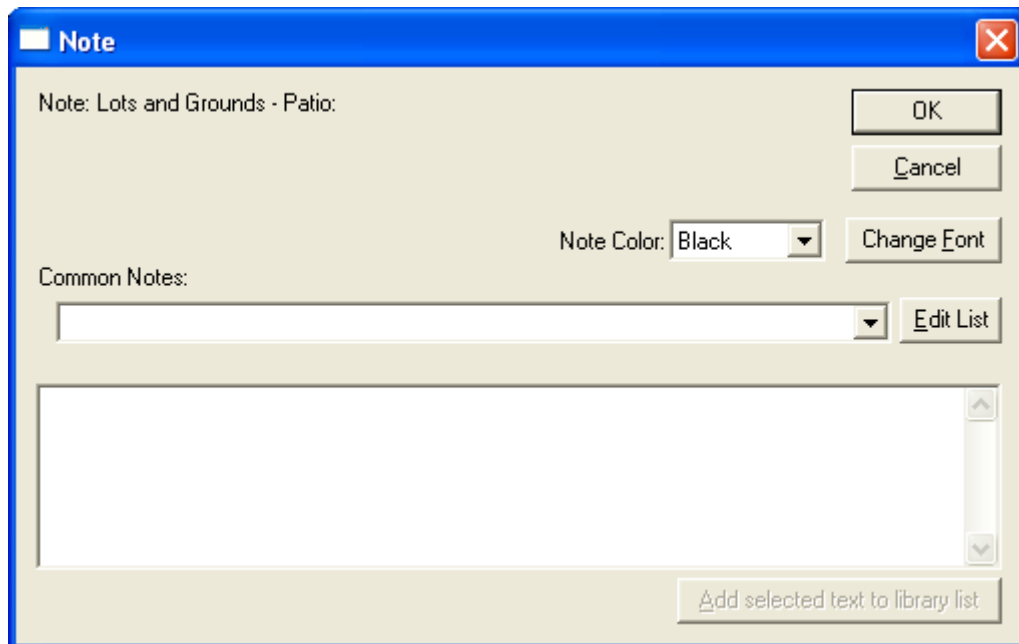 Note
Note: Lots and Grounds - Patio:
OK
Cancel
Note Color: Black Change Font
Common Notes:
Edit List
Add selected text to library list